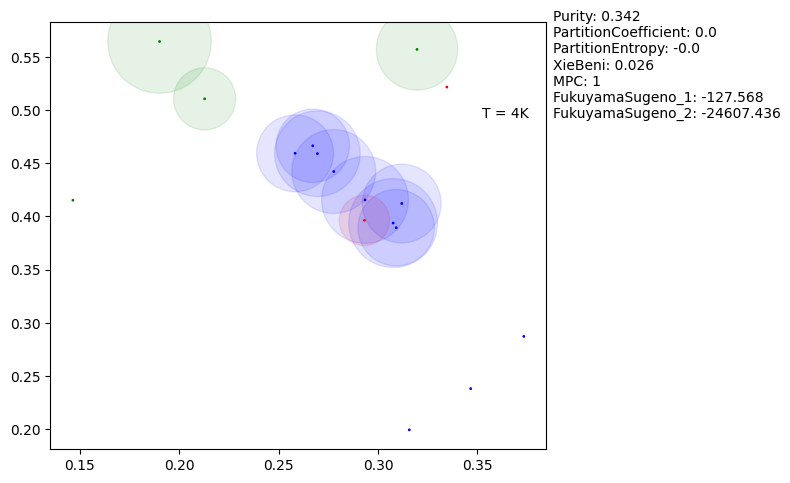 Purity: 0.342
PartitionCoefficient: 0.0
PartitionEntropy: -0.0
XieBeni: 0.026
MPC: 1
FukuyamaSugeno_1: -127.568
FukuyamaSugeno_2: -24607.436
T = 4K
0.55
0.50
0.45
0.40
0.35
0.30
0.25
0.20
0.15 0.20 0.25 0.30 0.35